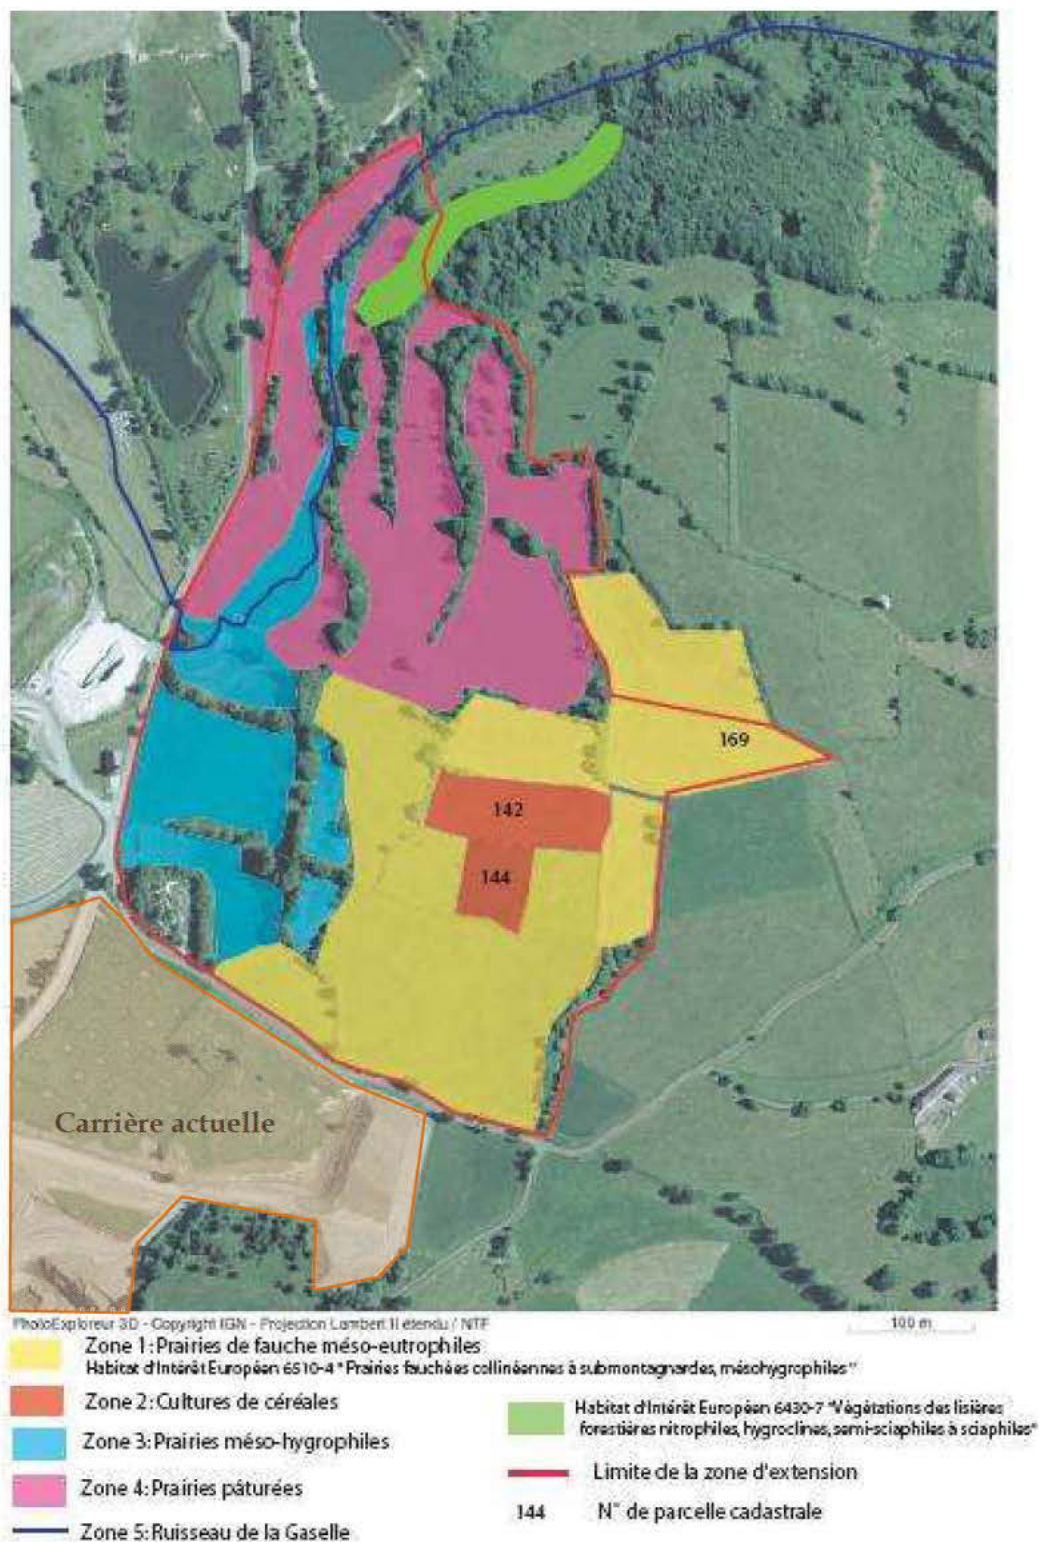 169
142
144
Carrière actuelle
PhotoExploreur 3D - Copyright IGN - Projection Lambert II étendu / NTF
100 m
Zone 1: Prairies de fauche méso-eutrophiles
Habitat d'Intérêt Européen 6510-4 "Prairies fauchées collinéennes à submontagnardes, mésohygrophiles"
Zone 2: Cultures de céréales
Habitat d'Intérêt Européen 6430-7 "Végétations des lisières
forestières nitrophiles, hygroclines, semi-sciaphiles à sciaphiles"
Zone 3: Prairies méso-hygrophiles
Limite de la zone d'extension
Zone 4: Prairies pâturées
144 N° de parcelle cadastrale
Zone 5: Ruisseau de la Gaselle